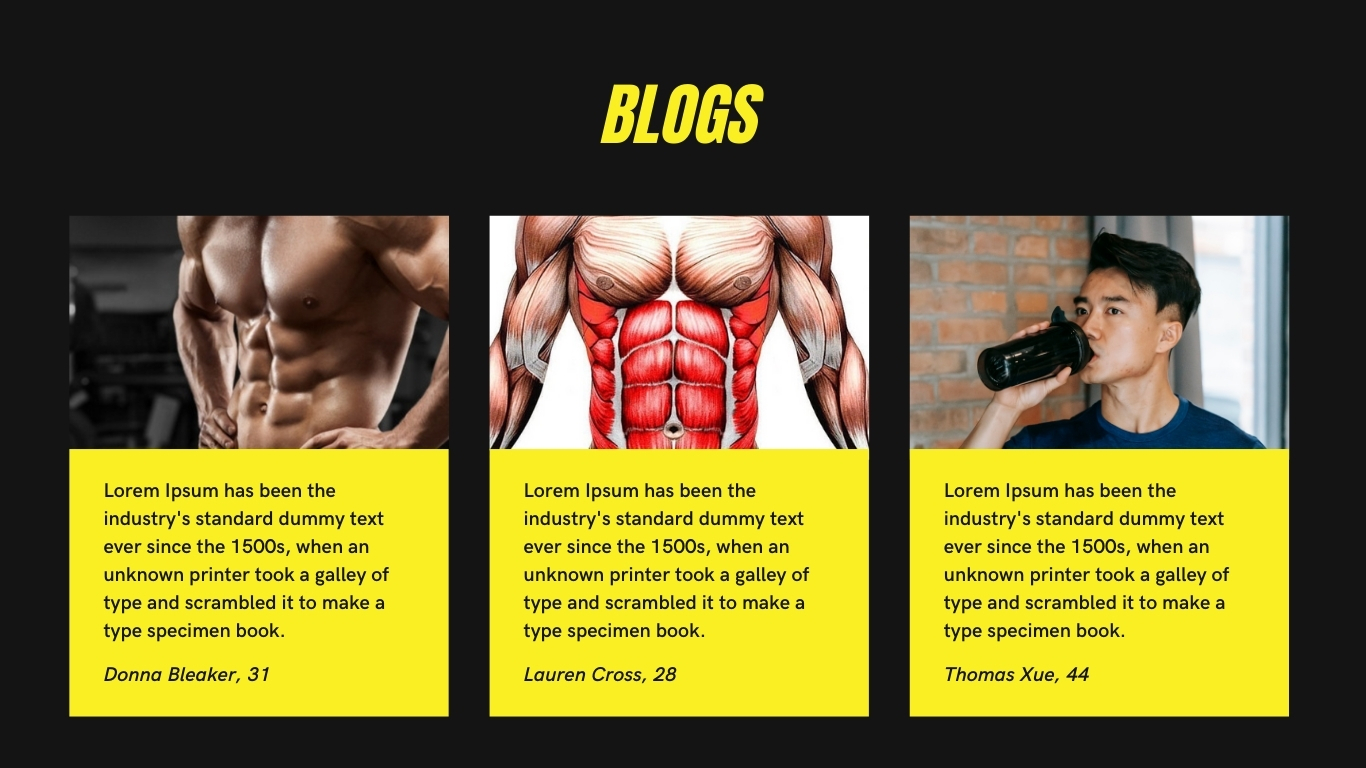 BLOGS
Lorem Ipsum has been the
industry's standard dummy text
ever since the 1500s, when an
unknown printer took a galley of
type and scrambled it to make a
type specimen book.
Donna Bleaker, 31
Lorem Ipsum has been the
industry's standard dummy text
ever since the 1500s, when an
unknown printer took a galley of
type and scrambled it to make a
type specimen book.
Lauren Cross, 28
Lorem Ipsum has been the
industry's standard dummy text
ever since the 1500s, when an
unknown printer took a galley of
type and scrambled it to make a
type specimen book.
Thomas Xue, 44